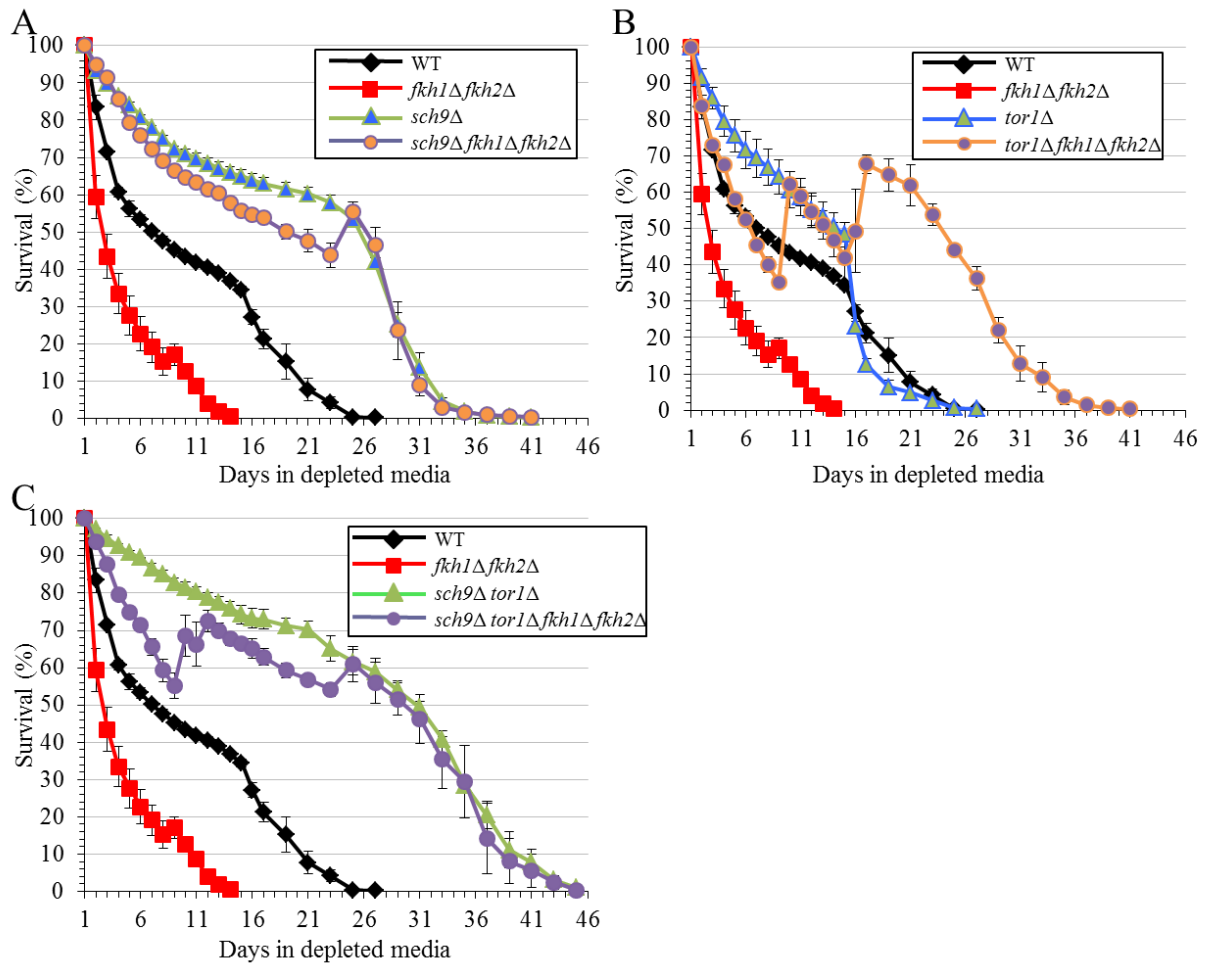 A
Survival (%)
100
90
80
70
60
50
40
30
20
10
0
WT
fkh1Δfkh2Δ
sch9Δ
sch9Δfkh1Δfkh2Δ
1 6 11 16 21 26 31 36 41 46
Days in depleted media
B
Survival (%)
100
90
80
70
60
50
40
30
20
10
0
WT
fkh1Δfkh2Δ
tor1Δ
tor1Δfkh1Δfkh2Δ
1 6 11 16 21 26 31 36 41 46
Days in depleted media
C
Survival (%)
100
90
80
70
60
50
40
30
20
10
0
WT
fkh1Δfkh2Δ
sch9Δ tor1Δ
sch9Δ tor1Δfkh1Δfkh2Δ
1 6 11 16 21 26 31 36 41 46
Days in depleted media